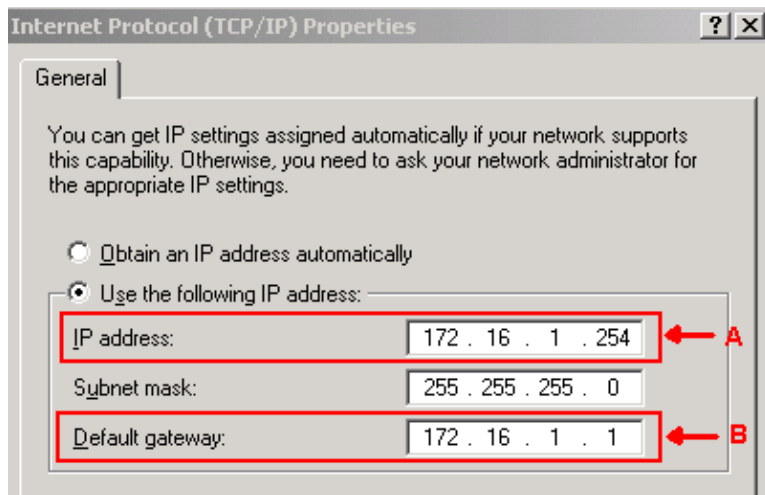 Internet Protocol (TCP/IP) Properties ? X
General
You can get IP settings assigned automatically if your network supports
this capability. Otherwise, you need to ask your network administrator for
the appropriate IP settings.
Obtain an IP address automatically
Use the following IP address:
IP address: 172 . 16 . 1 . 254 A
Subnet mask: 255 . 255 . 255 . 0
Default gateway: 172 . 16 . 1 . 1 B